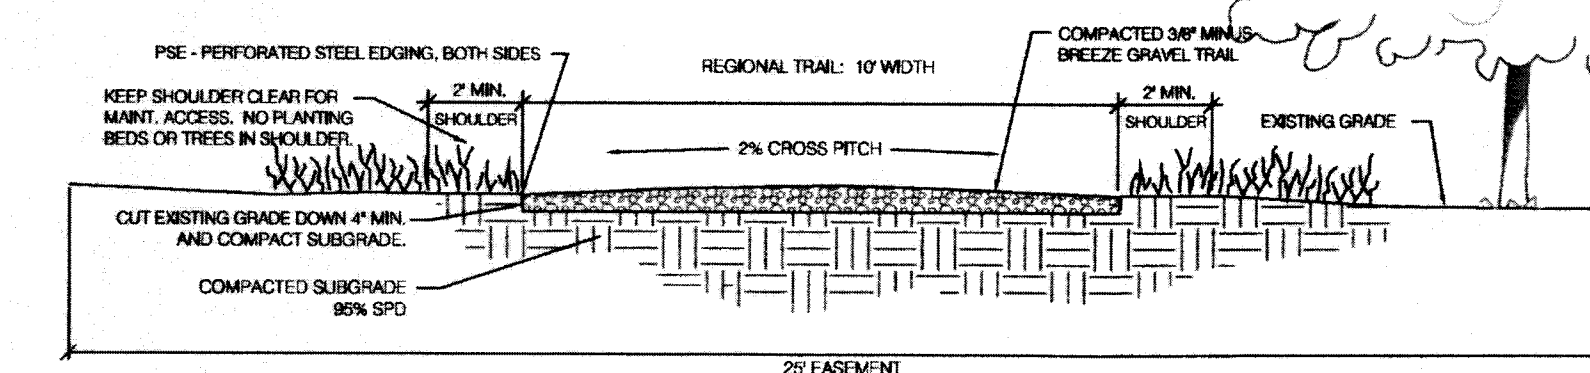 PSE - PERFORATED STEEL EDGING, BOTH SIDES
KEEP SHOULDER CLEAR FOR
MAINT. ACCESS. NO PLANTING
BEDS OR TREES IN SHOULDER.
2' MIN.
SHOULDER
REGIONAL TRAIL: 10' WIDTH
COMPACTED 3/8" MINUS
BREEZE GRAVEL TRAIL
2' MIN.
SHOULDER
EXISTING GRADE
2% CROSS PITCH
CUT EXISTING GRADE DOWN 4" MIN.
AND COMPACT SUBGRADE.
COMPACTED SUBGRADE
95% SPD
25' EASEMENT